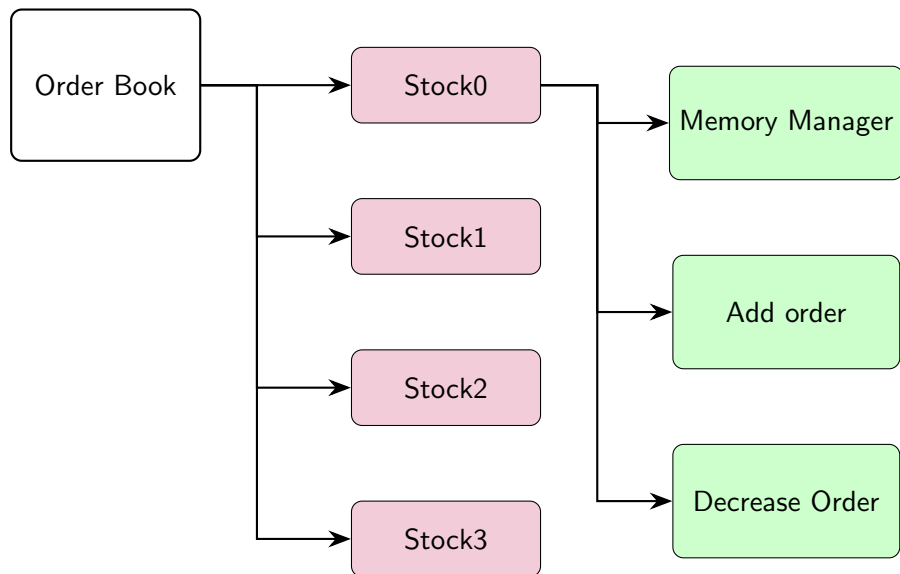 Order Book
Stock0
Memory Manager
Stock1
Add order
Stock2
Decrease Order
Stock3